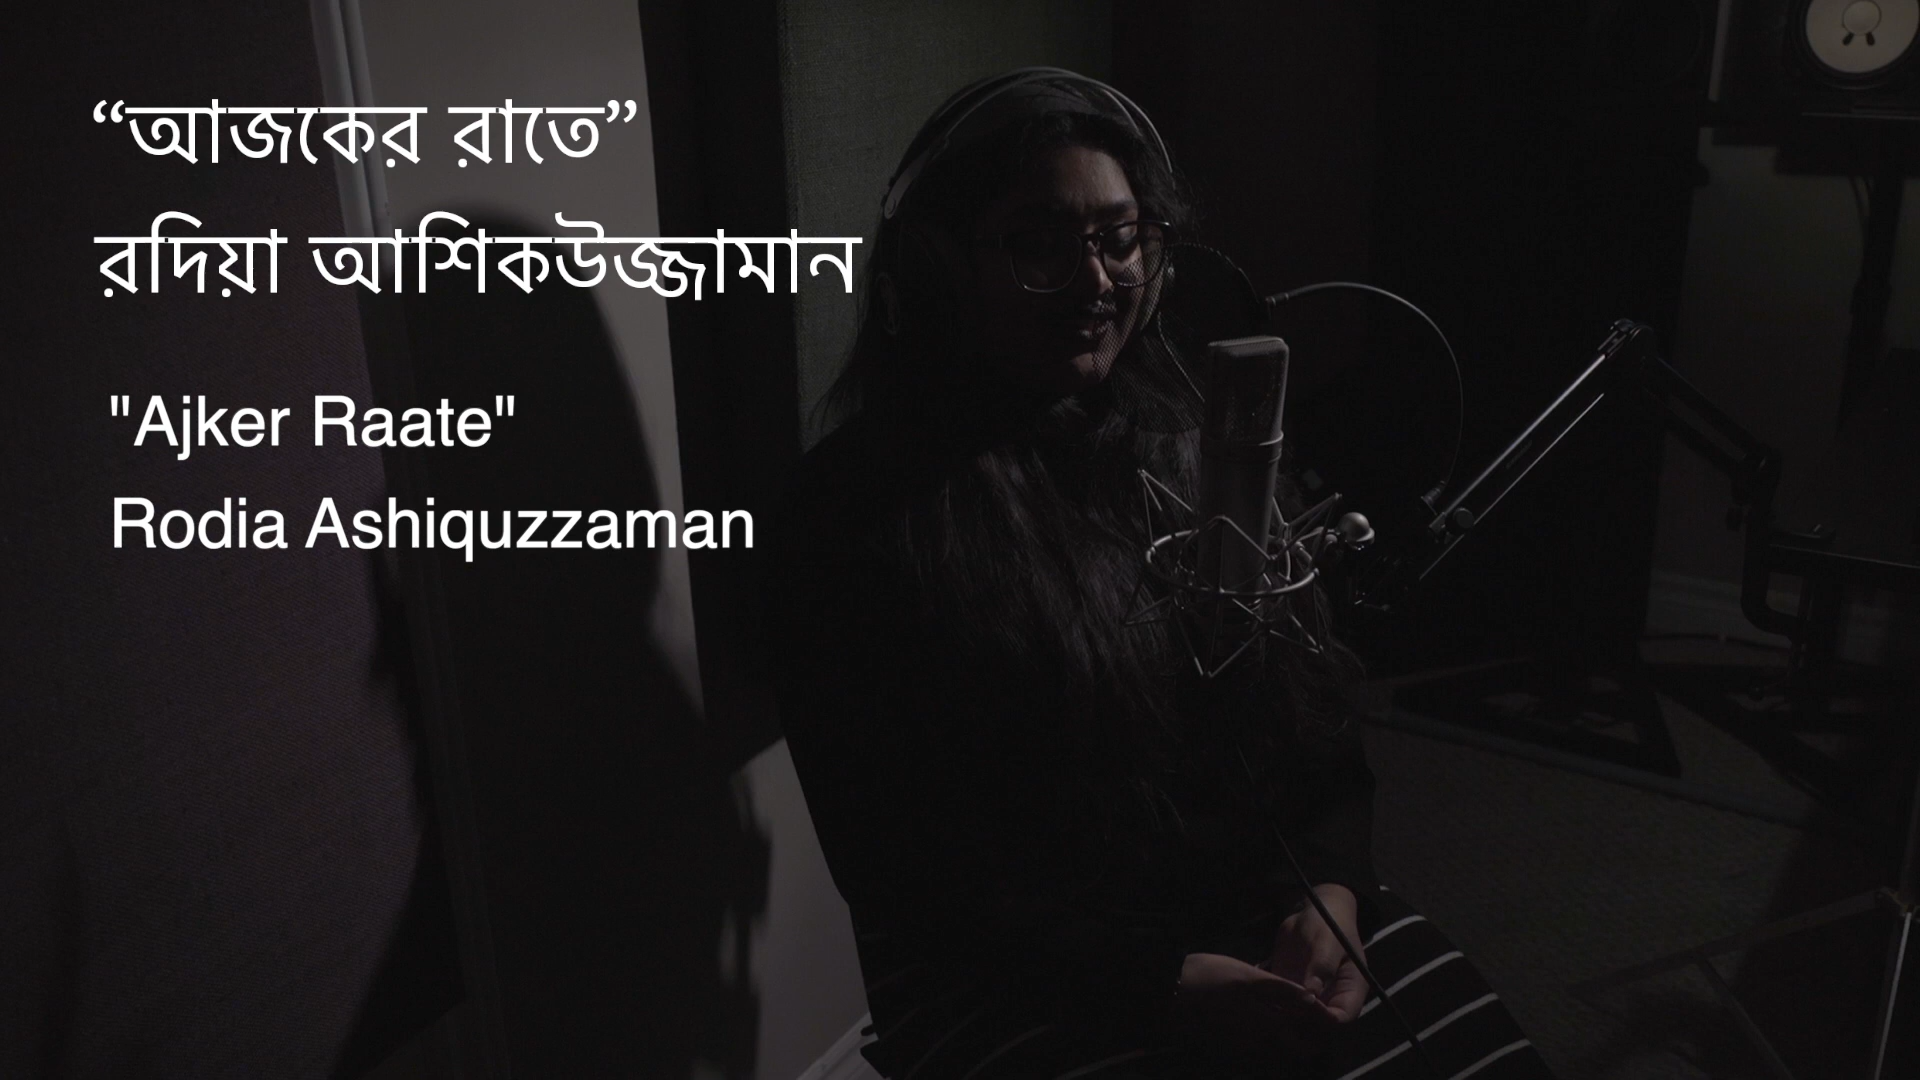 “আজকের রাতে”
রদিয়া আশিকউজ্জামান
"Ajker Raate"
Rodia Ashiquzzaman